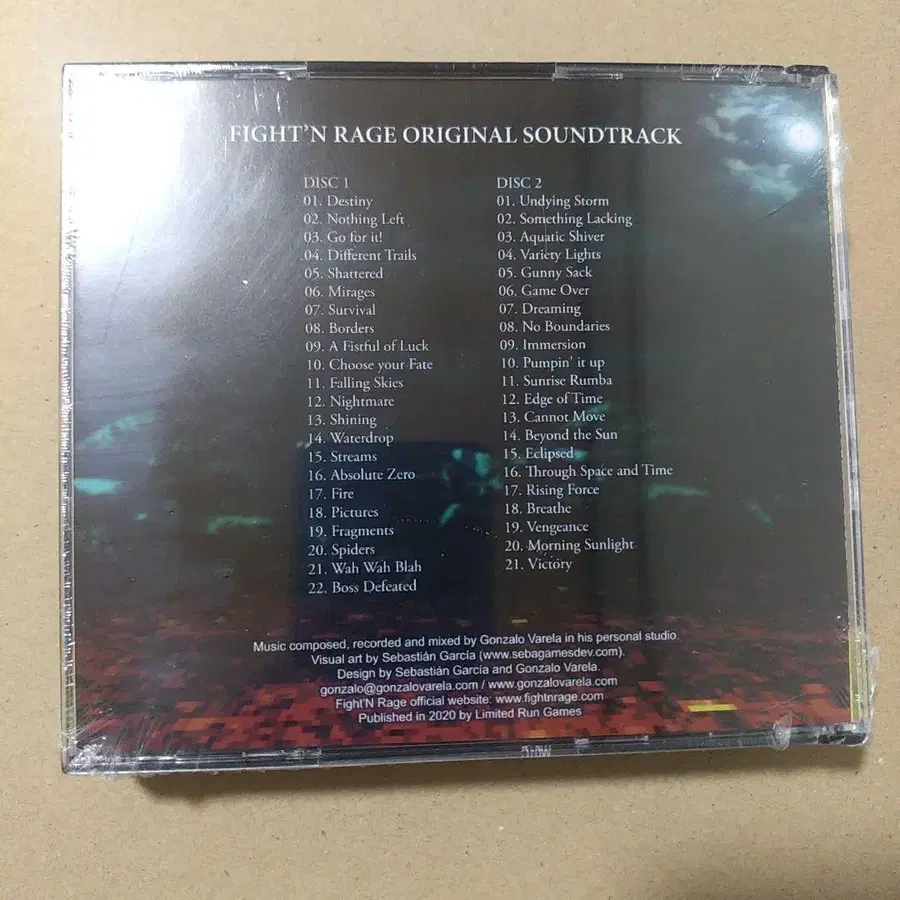 FIGHT'N RAGE ORIGINAL SOUNDTRACK
DISC 1
01. Destiny
02. Nothing Left
03. Go for it!
04. Different Trails
05. Shattered
06. Mirages
07. Survival
08. Borders
09. A Fistful of Luck
10. Choose your Fate
11. Falling Skies
12. Nightmare
13. Shining
14. Waterdrop
15. Streams
16. Absolute Zero
17. Fire
18. Pictures
19. Fragments
20. Spiders
21. Wah Wah Blah
22. Boss Defeated
DISC 2
01. Undying Storm
02. Something Lacking
03. Aquatic Shiver
04. Variety Lights
05. Gunny Sack
06. Game Over
07. Dreaming
08. No Boundaries
09. Immersion
10. Pumpin' it up
11. Sunrise Rumba
12. Edge of Time
13. Cannot Move
14. Beyond the Sun
15. Eclipsed
16. Through Space and Time
17. Rising Force
18. Breathe
19. Vengeance
20. Morning Sunlight
21. Victory
Music composed, recorded and mixed by Gonzalo Varela in his personal studio.
Visual art by Sebastián García (www.sebagamesdev.com).
Design by Sebastián García and Gonzalo Varela.
gonzalo@gonzalovarela.com / www.gonzalovarela.com
Fight'N Rage official website: www.fightnrage.com
Published in 2020 by Limited Run Games